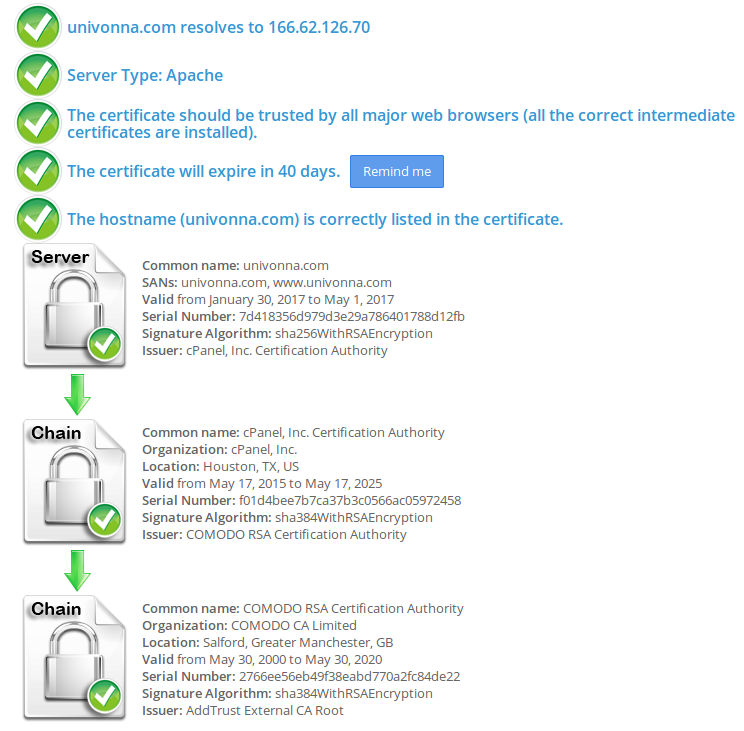 univonna.com resolves to 166.62.126.70
Server Type: Apache
The certificate should be trusted by all major web browsers (all the correct intermediate
certificates are installed).
The certificate will expire in 40 days. Remind me
The hostname (univonna.com) is correctly listed in the certificate.
Server
Common name: univonna.com
SANs: univonna.com, www.univonna.com
Valid from January 30, 2017 to May 1, 2017
Serial Number: 7d418356d979d3e29a786401788d12fb
Signature Algorithm: sha256WithRSAEncryption
Issuer: cPanel, Inc. Certification Authority
Chain
Common name: cPanel, Inc. Certification Authority
Organization: cPanel, Inc.
Location: Houston, TX, US
Valid from May 17, 2015 to May 17, 2025
Serial Number: f01d4bee7b7ca37b3c0566ac05972458
Signature Algorithm: sha384WithRSAEncryption
Issuer: COMODO RSA Certification Authority
Chain
Common name: COMODO RSA Certification Authority
Organization: COMODO CA Limited
Location: Salford, Greater Manchester, GB
Valid from May 30, 2000 to May 30, 2020
Serial Number: 2766ee56eb49f38eabd770a2fc84de22
Signature Algorithm: sha384WithRSAEncryption
Issuer: AddTrust External CA Root